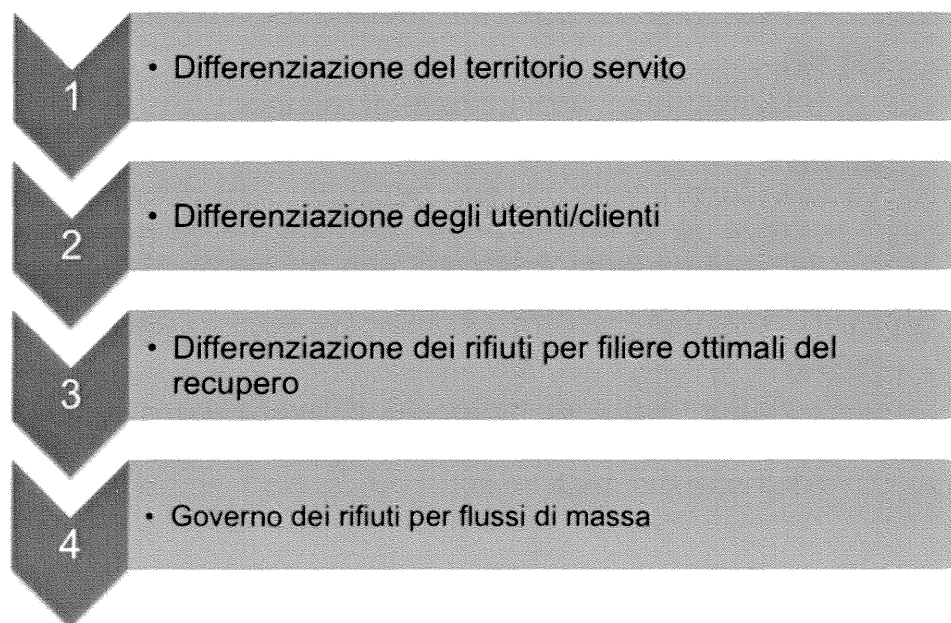 1
• Differenziazione del territorio servito
2
• Differenziazione degli utenti/clienti
3
• Differenziazione dei rifiuti per filiere ottimali del
recupero
4
• Governo dei rifiuti per flussi di massa